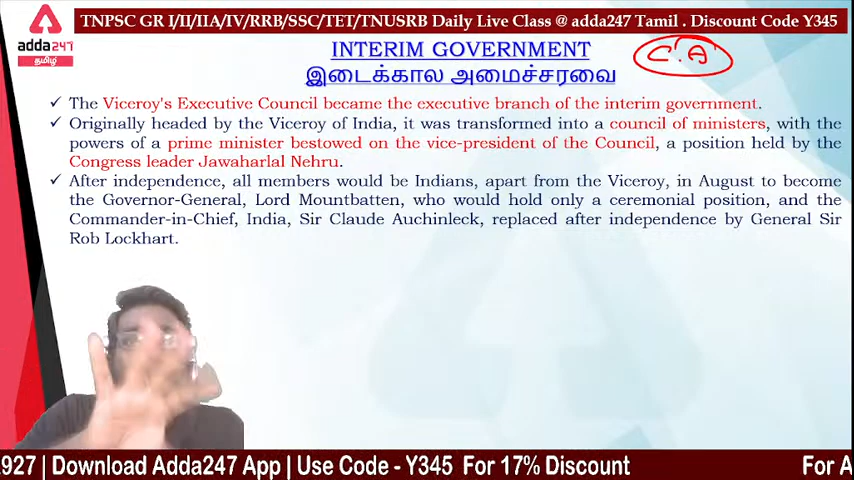 TNPSC GR I/II/IIA/IV/RRB/SSC/TET/TNUSRB Daily Live Class @ adda247 Tamil . Discount Code Y345
adda247
தமிழ்
INTERIM GOVERNMENT
C.A
இடைக்கால அமைச்சரவை
✓ The Viceroy's Executive Council became the executive branch of the interim government.
✓ Originally headed by the Viceroy of India, it was transformed into a council of ministers, with the
powers of a prime minister bestowed on the vice-president of the Council, a position held by the
Congress leader Jawaharlal Nehru.
✓ After independence, all members would be Indians, apart from the Viceroy, in August to become
the Governor-General, Lord Mountbatten, who would hold only a ceremonial position, and the
Commander-in-Chief, India, Sir Claude Auchinleck, replaced after independence by General Sir
Rob Lockhart.
927 | Download Adda247 App | Use Code - Y345 For 17% Discount For A